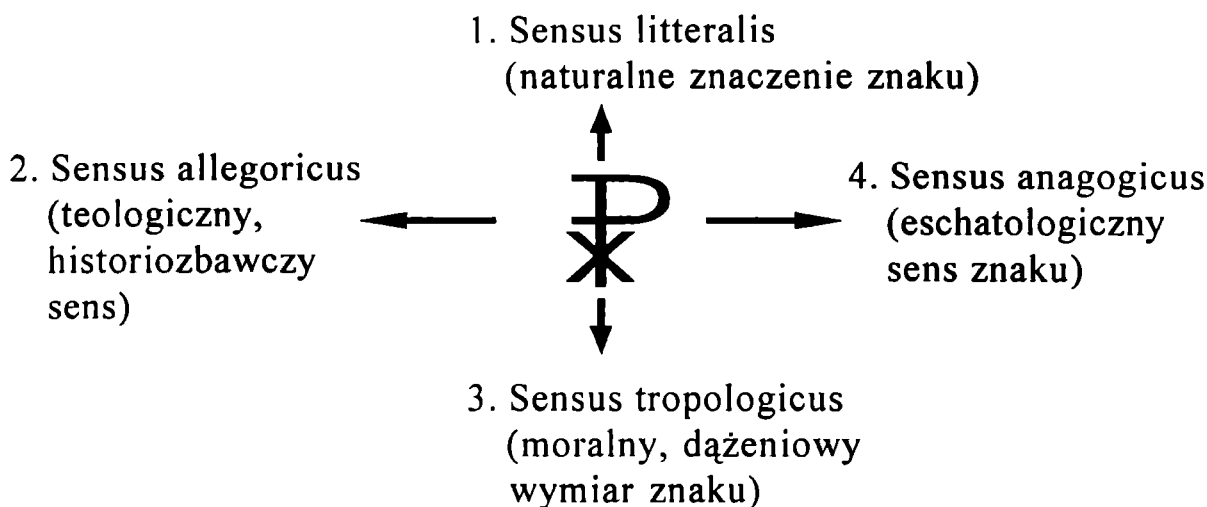 1. Sensus litteralis
(naturalne znaczenie znaku)
2. Sensus allegoricus
(teologiczny,
historiozbawczy
sens)
4. Sensus anagogicus
(eschatologiczny
sens znaku)
3. Sensus tropologicus
(moralny, dążeniowy
wymiar znaku)